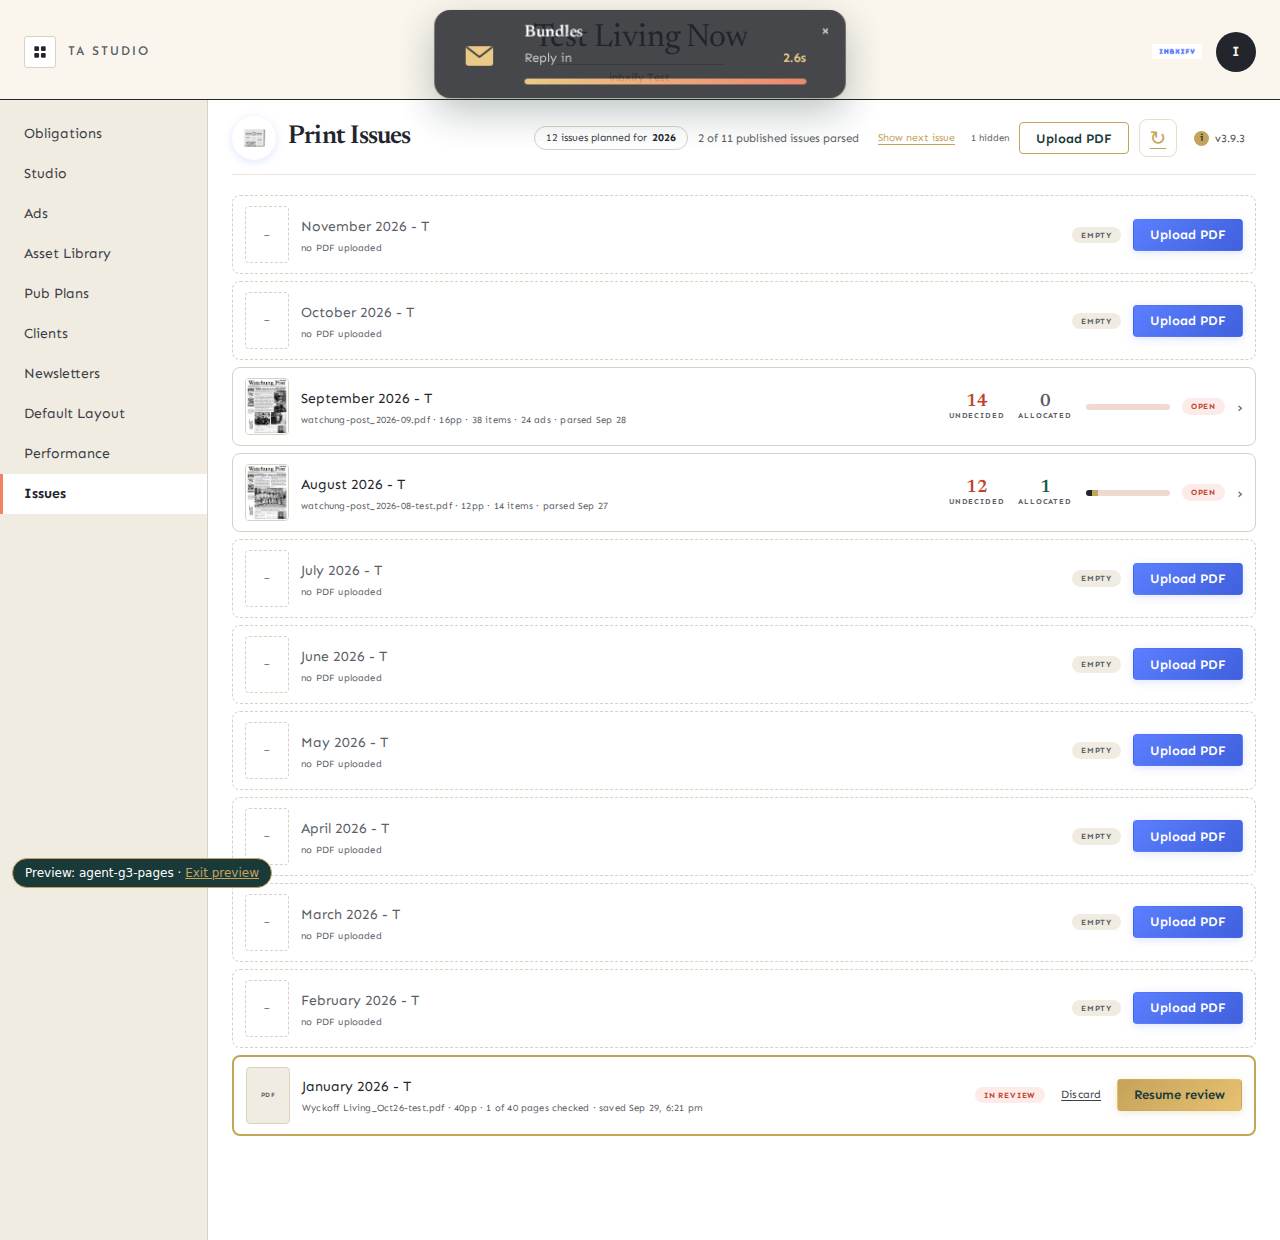 TA STUDIO
Test Living Now
Inbxify Test
Bundles
×
Reply in 2.6s
INBXIFY
I
Obligations
Studio
Ads
Asset Library
Pub Plans
Clients
Newsletters
Default Layout
Performance
Issues
Print Issues
12 issues planned for 2026
2 of 11 published issues parsed
Show next issue
1 hidden
Upload PDF
↻
i v3.9.3
–
November 2026 - T
no PDF uploaded
EMPTY
Upload PDF
–
October 2026 - T
no PDF uploaded
EMPTY
Upload PDF
Watchung Post
September 2026 - T
watchung-post_2026-09.pdf · 16pp · 38 items · 24 ads · parsed Sep 28
14 UNDECIDED
0 ALLOCATED
OPEN
›
Watchung Post
August 2026 - T
watchung-post_2026-08-test.pdf · 12pp · 14 items · parsed Sep 27
12 UNDECIDED
1 ALLOCATED
OPEN
›
–
July 2026 - T
no PDF uploaded
EMPTY
Upload PDF
–
June 2026 - T
no PDF uploaded
EMPTY
Upload PDF
–
May 2026 - T
no PDF uploaded
EMPTY
Upload PDF
–
April 2026 - T
no PDF uploaded
EMPTY
Upload PDF
Preview: agent-g3-pages · Exit preview
–
March 2026 - T
no PDF uploaded
EMPTY
Upload PDF
–
February 2026 - T
no PDF uploaded
EMPTY
Upload PDF
PDF
January 2026 - T
Wyckoff Living_Oct26-test.pdf · 40pp · 1 of 40 pages checked · saved Sep 29, 6:21 pm
IN REVIEW
Discard
Resume review